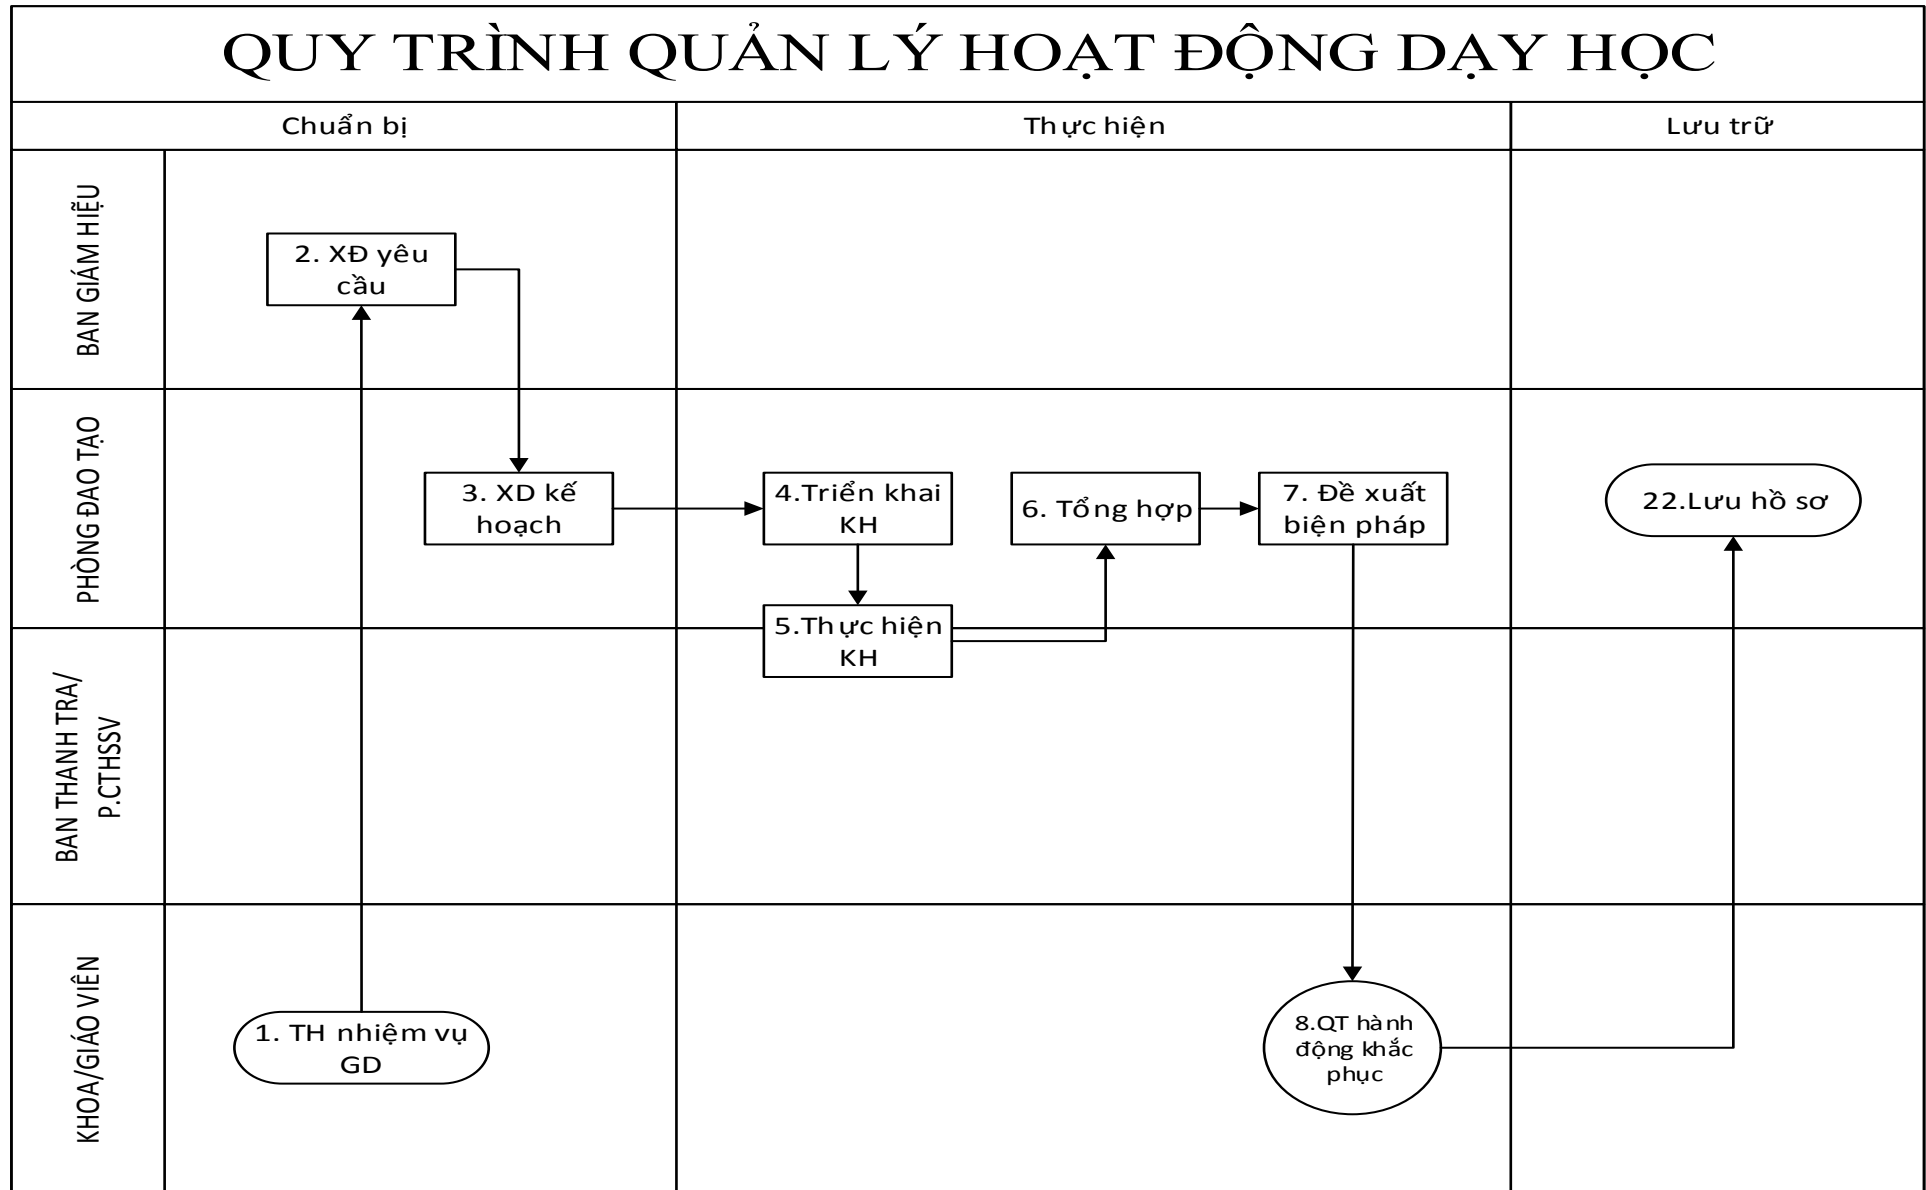 QUY TRÌNH QUẢN LÝ HOẠT ĐỘNG DẠY HỌC
Chuẩn bị
Thực hiện
Lưu trữ
BAN GIÁM HIỆU
2. XĐ yêu
cầu
PHÒNG ĐAO TẠO
3. XD kế
hoạch
4.Triển khai
KH
6. Tổng hợp
7. Đề xuất
biện pháp
22.Lưu hồ sơ
5.Thực hiện
KH
BAN THANH TRA/
P.CTHSSV
KHOA/GIÁO VIÊN
1. TH nhiệm vụ
GD
8.QT hành
động khắc
phục